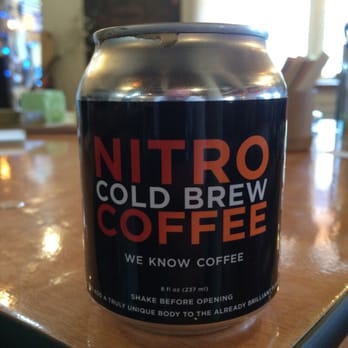 NITRO
COLD BREW
COFFEE
WE KNOW COFFEE
8 fl oz (237 ml)
SHAKE BEFORE OPENING
ADD A TRULY UNIQUE BODY TO THE ALREADY BRILLIANT